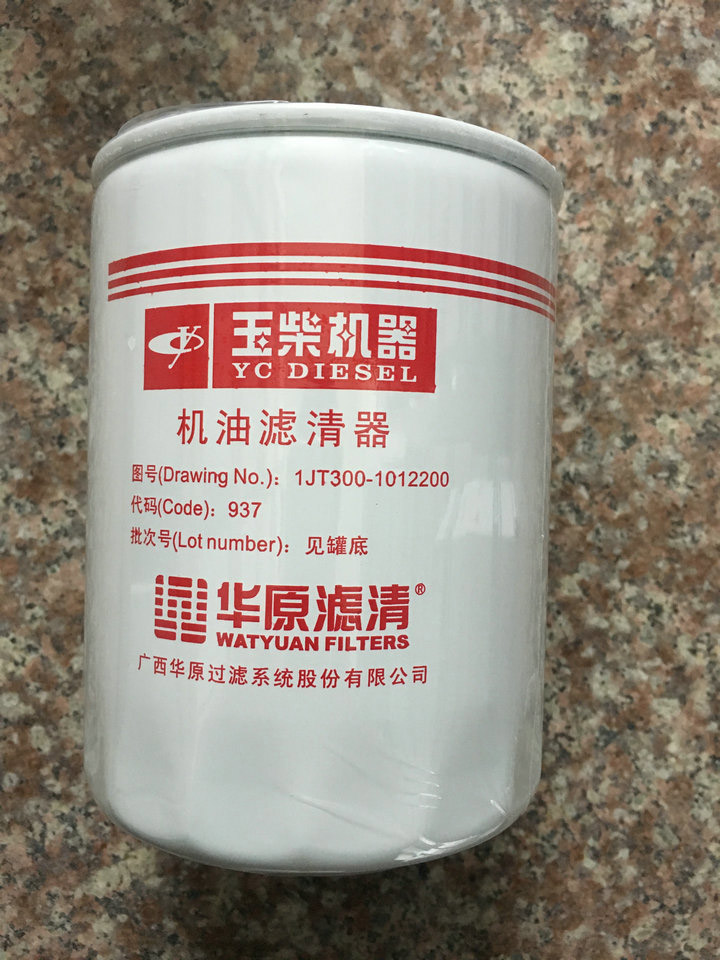 玉柴机器
YC DIESEL
机油滤清器
图号(Drawing No.)：1JT300-1012200
代码(Code)：937
批次号(Lot number)：见罐底
华原滤清®
WATYUAN FILTERS
广西华原过滤系统股份有限公司